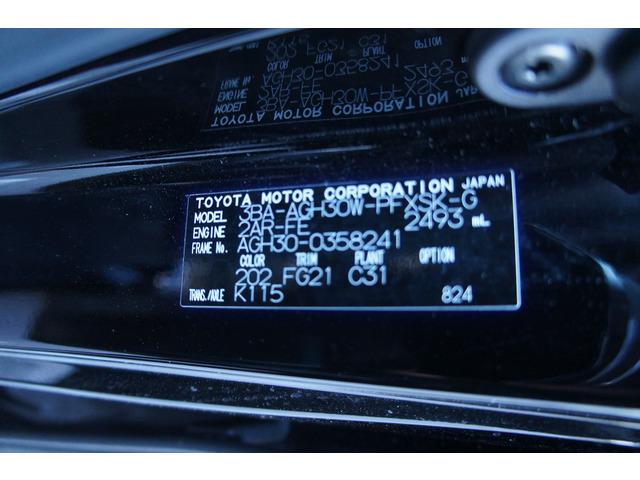 TOYOTA MOTOR CORPORATION JAPAN
MODEL 3BA-AGH30W-PFXSK-G
ENGINE 2AR-FE 2493 mL
FRAME NO. AGH30-0358241
COLOR TRIM PLANT OPTION
202 FG21 C31
TRANS./AXLE K115 824